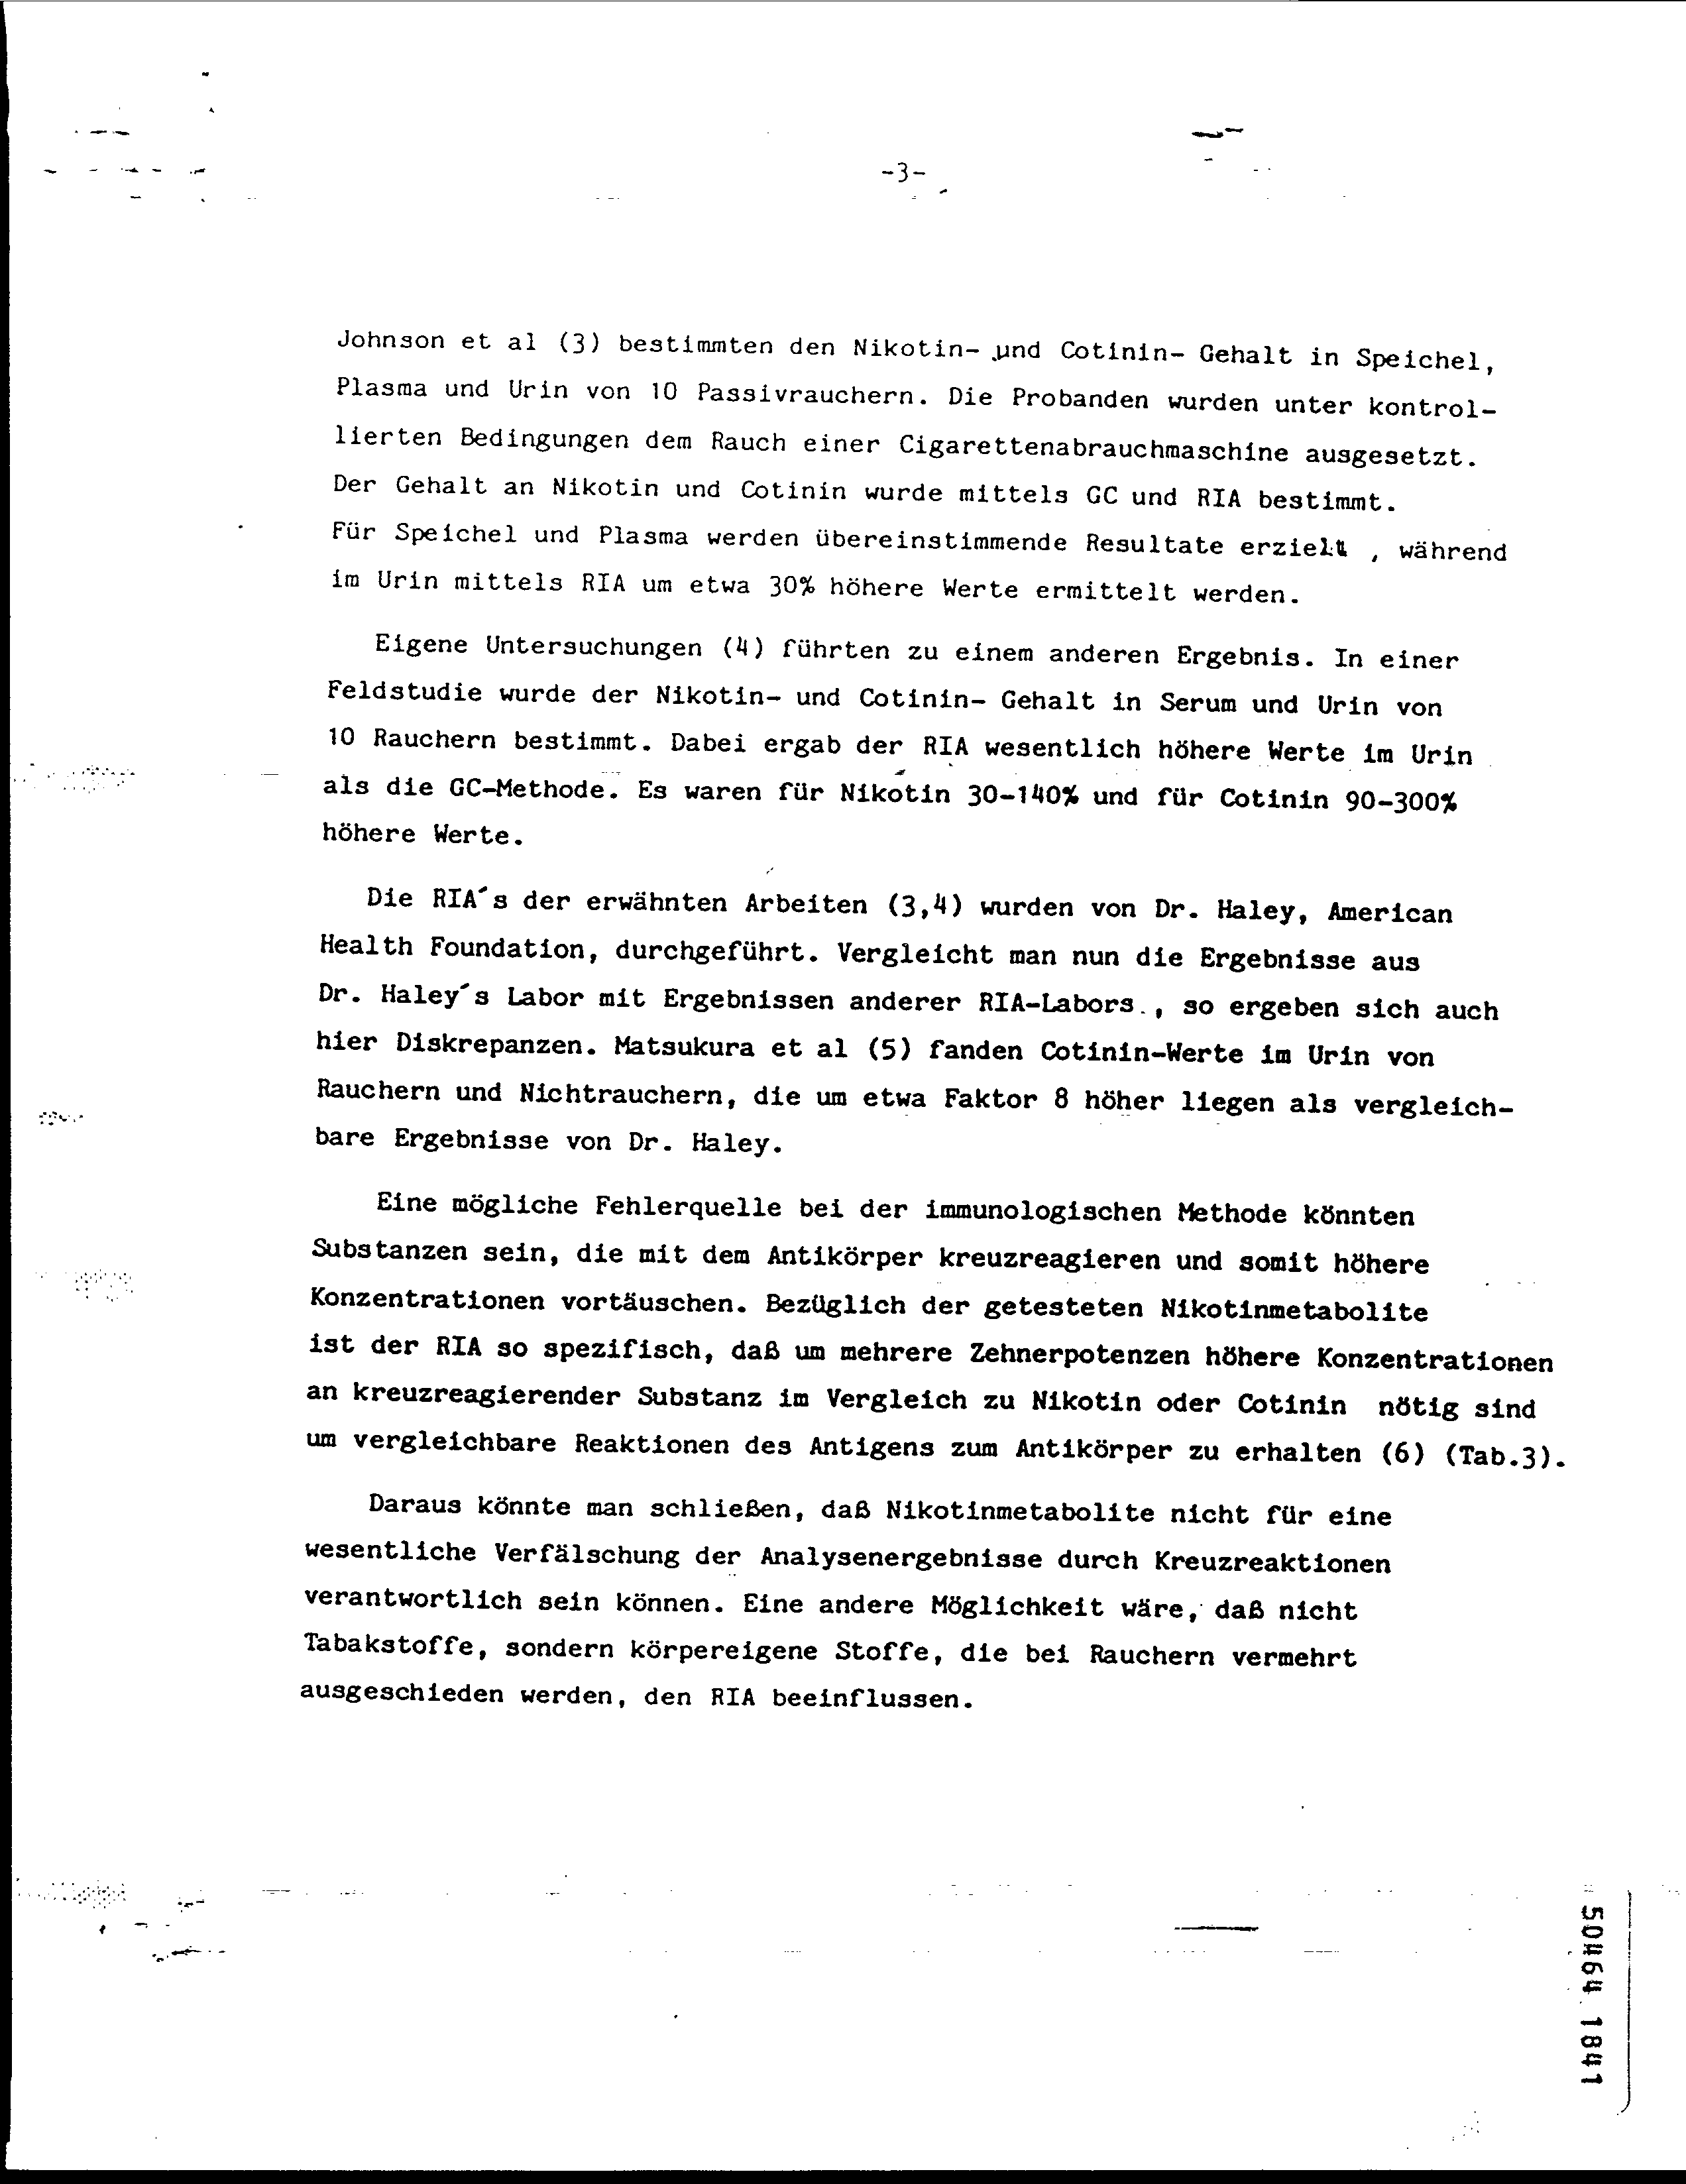 -3-
Johnson et al (3) bestimmten den Nikotin- und Cotinin- Gehalt in Speichel,
Plasma und Urin von 10 Passivrauchern. Die Probanden wurden unter kontrol-
lierten Bedingungen dem Rauch einer Cigarettenabrauchmaschine ausgesetzt.
Der Gehalt an Nikotin und Cotinin wurde mittels GC und RIA bestimmt.
Für Speichel und Plasma werden übereinstimmende Resultate erzielt , während
im Urin mittels RIA um etwa 30% höhere Werte ermittelt werden.
Eigene Untersuchungen (4) führten zu einem anderen Ergebnis. In einer
Feldstudie wurde der Nikotin- und Cotinin- Gehalt in Serum und Urin von
10 Rauchern bestimmt. Dabei ergab der RIA wesentlich höhere Werte im Urin
als die GC-Methode. Es waren für Nikotin 30-140% und für Cotinin 90-300%
höhere Werte.
Die RIA´s der erwähnten Arbeiten (3,4) wurden von Dr. Haley, American
Health Foundation, durchgeführt. Vergleicht man nun die Ergebnisse aus
Dr. Haley´s Labor mit Ergebnissen anderer RIA-Labors., so ergeben sich auch
hier Diskrepanzen. Matsukura et al (5) fanden Cotinin-Werte im Urin von
Rauchern und Nichtrauchern, die um etwa Faktor 8 höher liegen als vergleich-
bare Ergebnisse von Dr. Haley.
Eine mögliche Fehlerquelle bei der immunologischen Methode könnten
Substanzen sein, die mit dem Antikörper kreuzreagieren und somit höhere
Konzentrationen vortäuschen. Bezüglich der getesteten Nikotinmetabolite
ist der RIA so spezifisch, daß um mehrere Zehnerpotenzen höhere Konzentrationen
an kreuzreagierender Substanz im Vergleich zu Nikotin oder Cotinin nötig sind
um vergleichbare Reaktionen des Antigens zum Antikörper zu erhalten (6) (Tab.3).
Daraus könnte man schließen, daß Nikotinmetabolite nicht für eine
wesentliche Verfälschung der Analysenergebnisse durch Kreuzreaktionen
verantwortlich sein können. Eine andere Möglichkeit wäre, daß nicht
Tabakstoffe, sondern körpereigene Stoffe, die bei Rauchern vermehrt
ausgeschieden werden, den RIA beeinflussen.
50464 1841